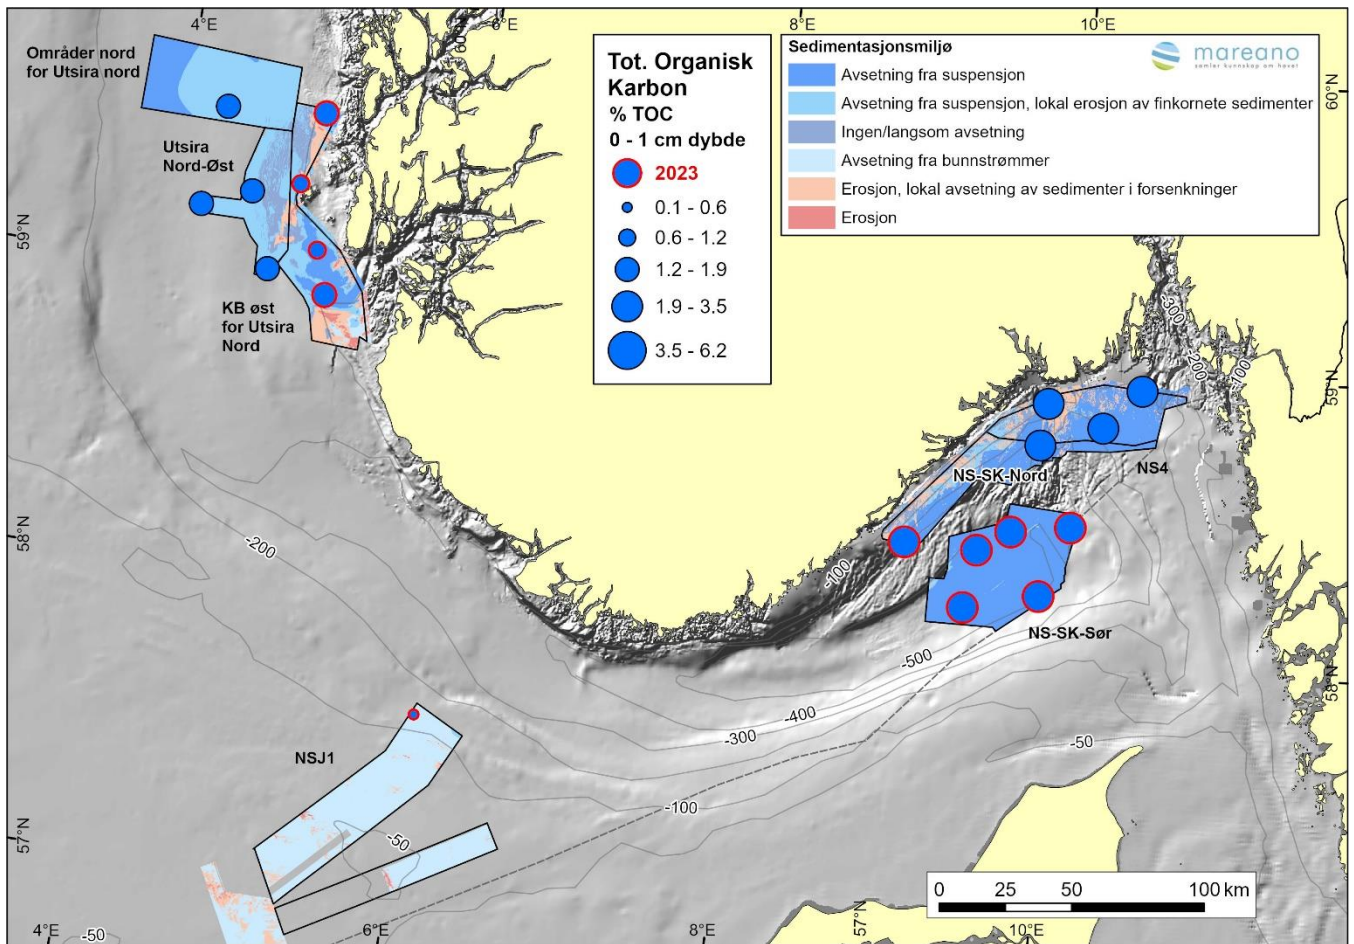 4°E
6°E
8°E
10°E
60°N
Områder nord
for Utsira nord
Utsira
Nord-Øst
KB øst
for Utsira
Nord
Tot. Organisk
Karbon
% TOC
0 - 1 cm dybde
2023
0.1 - 0.6
0.6 - 1.2
1.2 - 1.9
1.9 - 3.5
3.5 - 6.2
Sedimentasjonsmiljø
mareano
samler kunnskap om havet
Avsetning fra suspensjon
Avsetning fra suspensjon, lokal erosjon av finkornete sedimenter
Ingen/langsom avsetning
Avsetning fra bunnstrømmer
Erosjon, lokal avsetning av sedimenter i forsenkninger
Erosjon
60°N
59°N
59°N
-300
-200
-100
NS-SK-Nord
NS4
58°N
-200
-100
NS-SK-Sør
-500
58°N
-400
-300
-50
NSJ1
-100
57°N
-50
0 25 50 100 km
-50
4°E
6°E
8°E
57°N
10°E